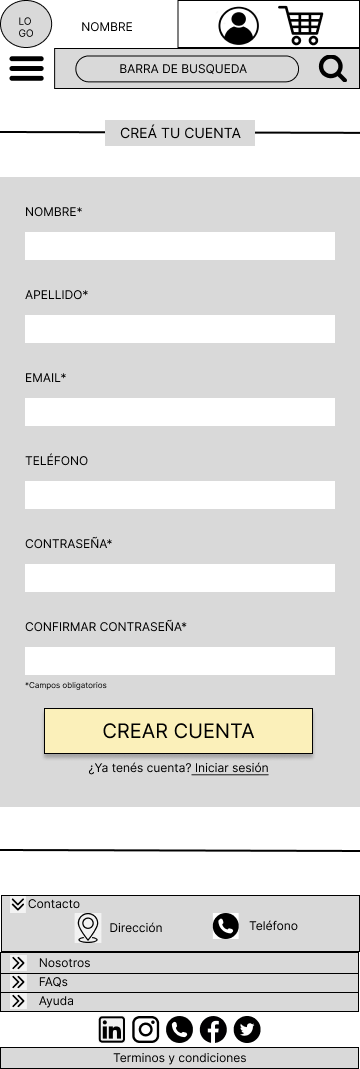 LO
GO
NOMBRE
BARRA DE BUSQUEDA
CREÁ TU CUENTA
NOMBRE*
APELLIDO*
EMAIL*
TELÉFONO
CONTRASEÑA*
CONFIRMAR CONTRASEÑA*
*Campos obligatorios
CREAR CUENTA
¿Ya tenés cuenta? Iniciar sesión
Contacto
Dirección Teléfono
Nosotros
FAQs
Ayuda
Terminos y condiciones